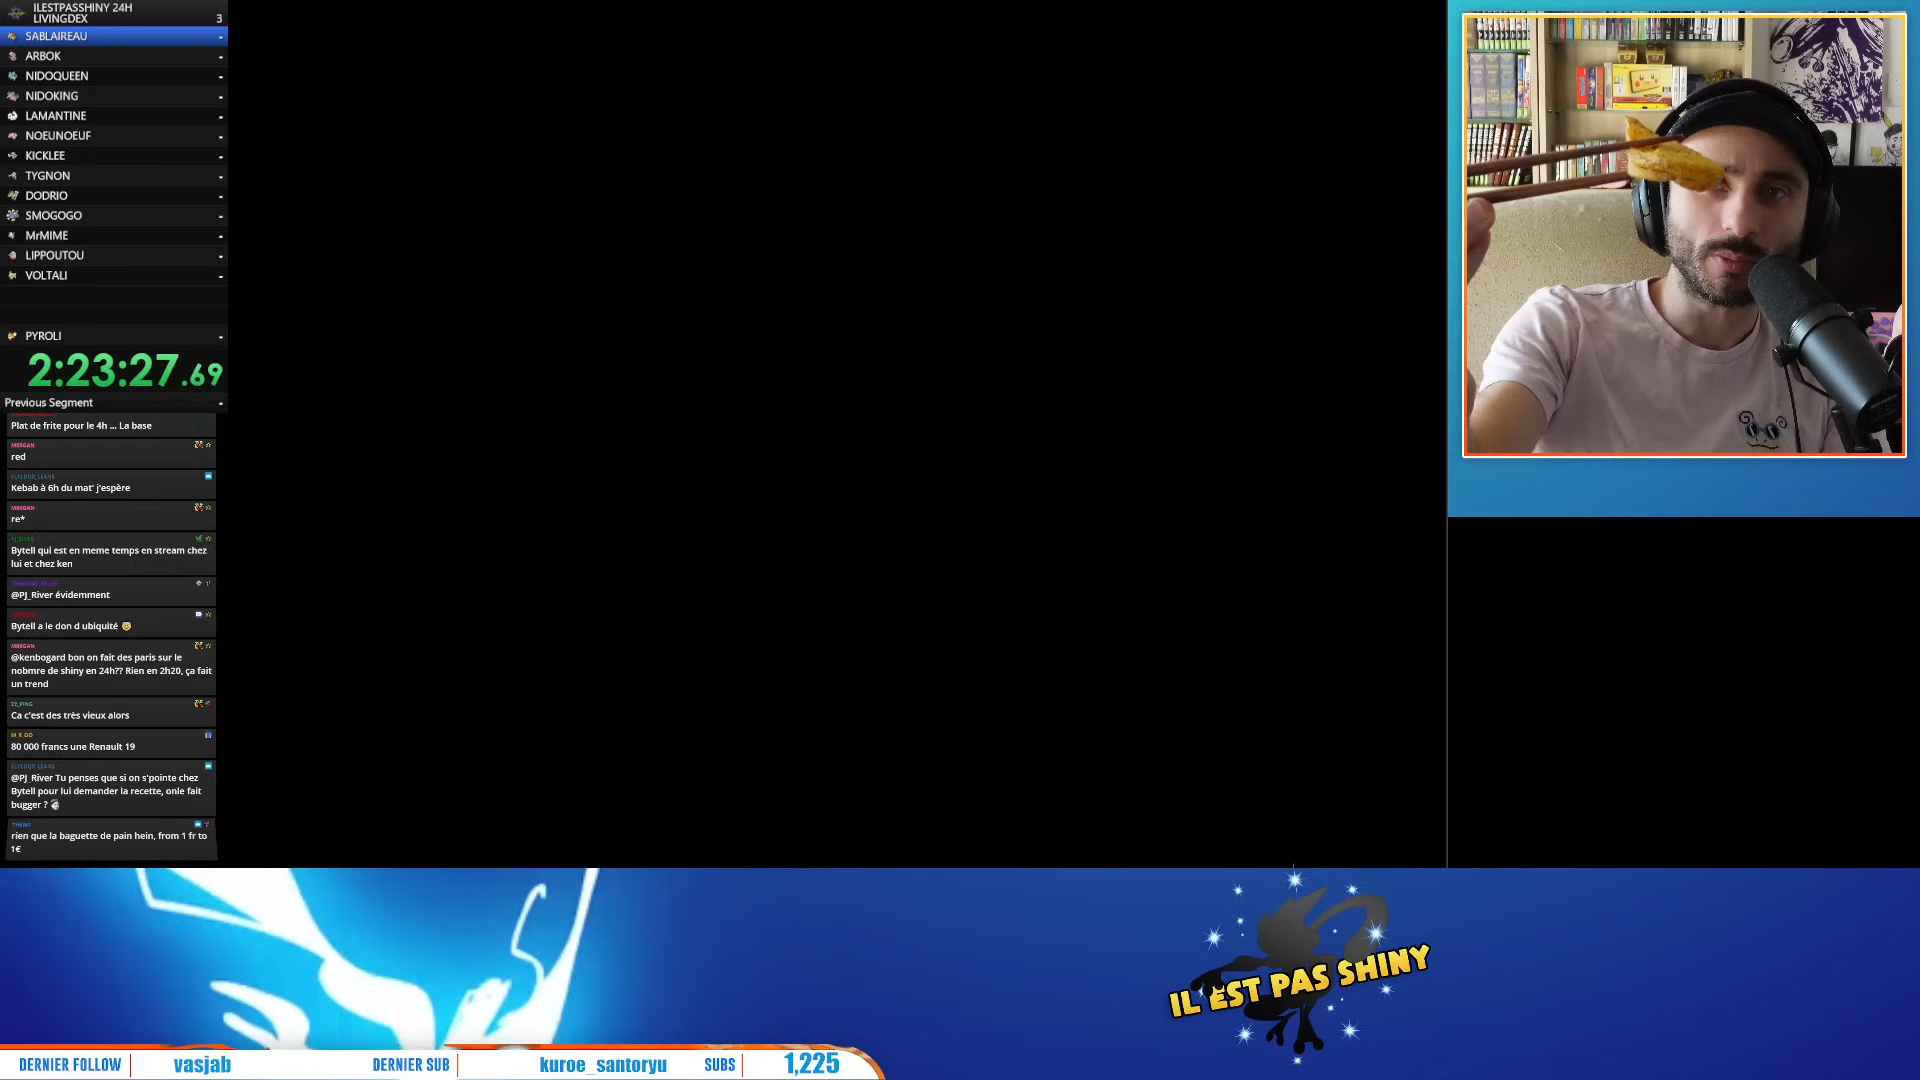 ILESTPASSHINY 24H
LIVINGDEX 3
SABLAIREAU -
ARBOK -
NIDOQUEEN -
NIDOKING -
LAMANTINE -
NOEUNOEUF -
KICKLEE -
TYGNON -
DODRIO -
SMOGOGO -
MrMIME -
LIPPOUTOU -
VOLTALI -
PYROLI -
2:23:27.69
Previous Segment -
Plat de frite pour le 4h ... La base
M8RGAN
red
Kebab à 6h du mat' j'espère
M8RGAN
re*
PJ_RIVER
Bytell qui est en meme temps en stream chez
lui et chez ken
@PJ_River évidemment
Bytell a le don d ubiquité
M8RGAN
@kenbogard bon on fait des paris sur le
nobmre de shiny en 24h?? Rien en 2h20, ça fait
un trend
ZE_PING
Ca c'est des très vieux alors
80 000 francs une Renault 19
@PJ_River Tu penses que si on s'pointe chez
Bytell pour lui demander la recette, onle fait
bugger ?
rien que la baguette de pain hein, from 1 fr to
1€
IL EST PAS SHINY
DERNIER FOLLOW vasjab DERNIER SUB kuroe_santoryu SUBS 1,225